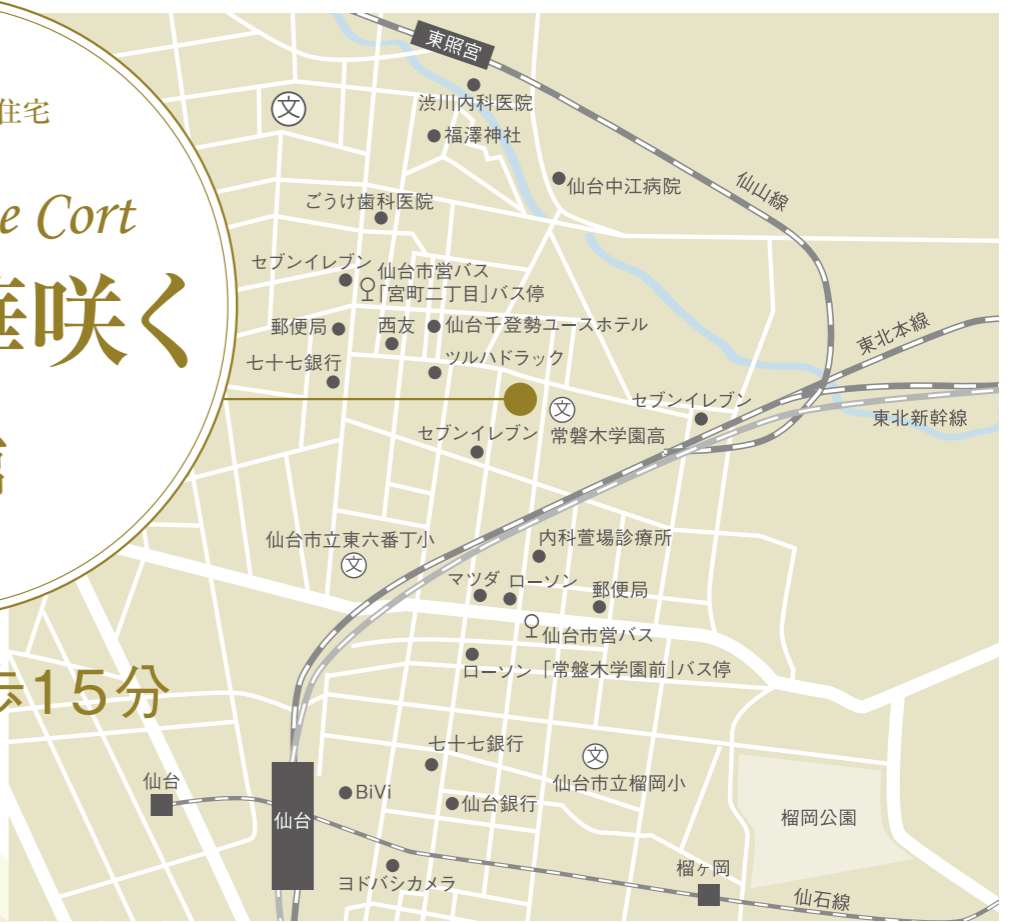 住宅
e Cort
咲く
歩15分
東照宮
渋川内科医院
福澤神社
文
仙台中江病院
仙山線
ごうけ歯科医院
セブンイレブン
仙台市営バス
「宮町二丁目」バス停
郵便局
西友
仙台千登勢ユースホテル
七十七銀行
ツルハドラック
東北本線
セブンイレブン
東北新幹線
文
常磐木学園高
セブンイレブン
仙台市立東六番丁小
文
内科萱場診療所
マツダ
ローソン
郵便局
仙台市営バス
ローソン
「常盤木学園前」バス停
七十七銀行
文
仙台市立榴岡小
仙台
BiVi
仙台銀行
榴岡公園
仙台
ヨドバシカメラ
榴ヶ岡
仙石線